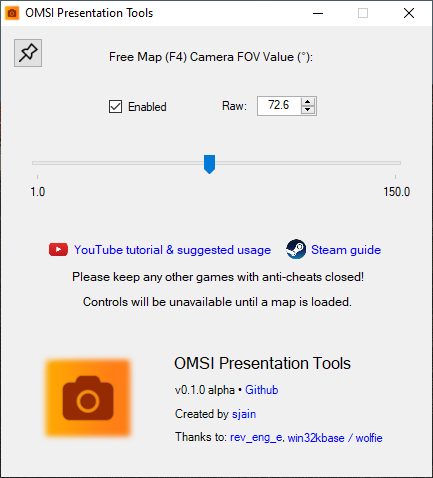 OMSI Presentation Tools
Free Map (F4) Camera FOV Value (°):
Enabled Raw: 72.6
1.0 150.0
YouTube tutorial & suggested usage Steam guide
Please keep any other games with anti-cheats closed!
Controls will be unavailable until a map is loaded.
OMSI Presentation Tools
v0.1.0 alpha • Github
Created by sjain
Thanks to: rev_eng_e, win32kbase / wolfie